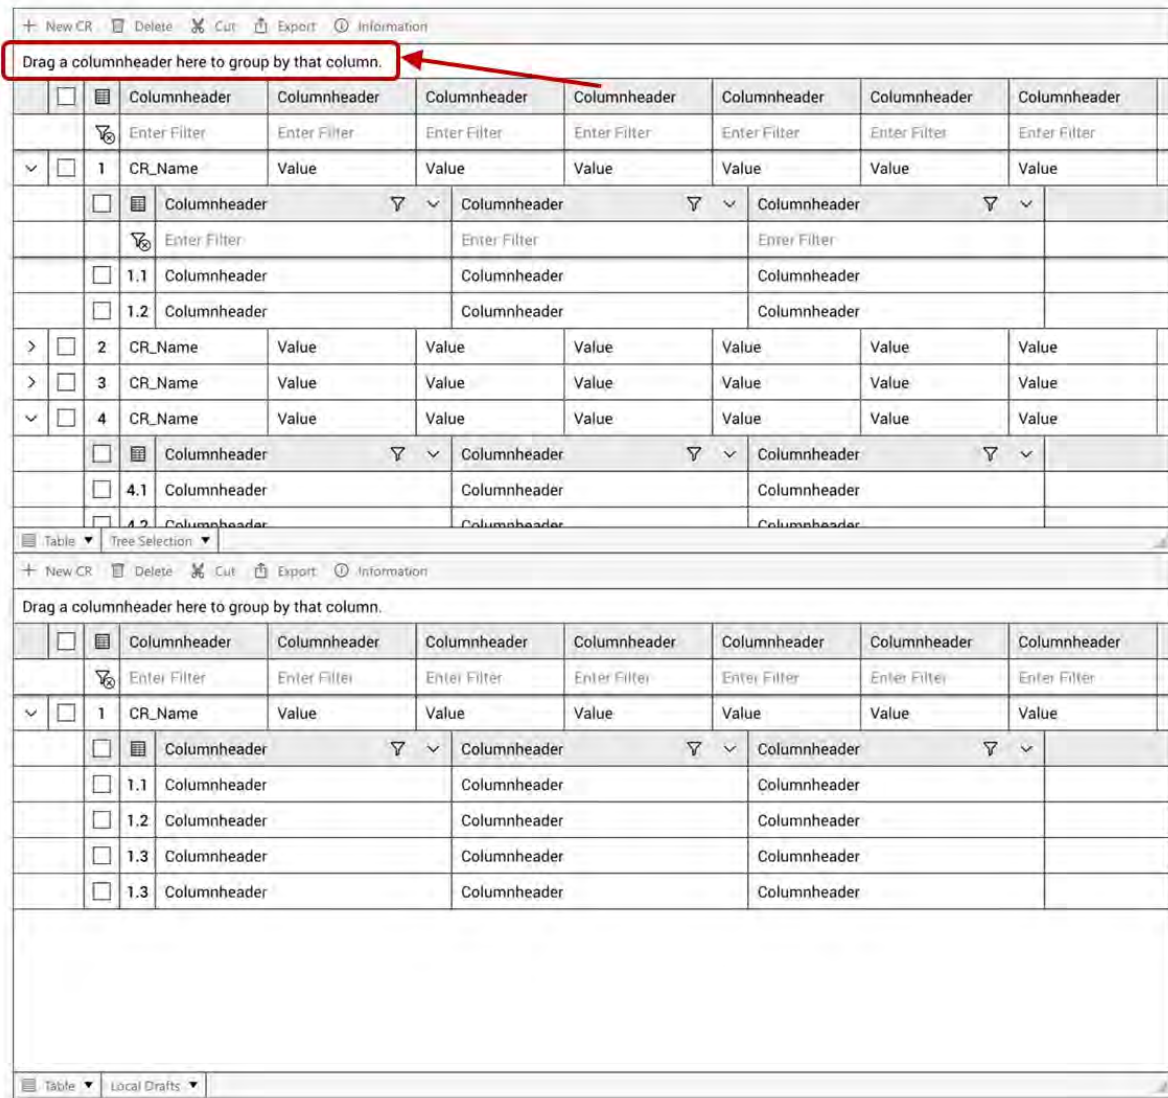 New CR Delete Cut Export Information
Drag a columnheader here to group by that column.
Columnheader Columnheader Columnheader Columnheader Columnheader Columnheader Columnheader
Enter Filter Enter Filter Enter Filter Enter Filter Enter Filter Enter Filter Enter Filter
1 CR_Name Value Value Value Value Value Value
Columnheader Columnheader Columnheader
Enter Filter Enter Filter Enter Filter
1.1 Columnheader Columnheader Columnheader
1.2 Columnheader Columnheader Columnheader
2 CR_Name Value Value Value Value Value Value
3 CR_Name Value Value Value Value Value Value
4 CR_Name Value Value Value Value Value Value
Columnheader Columnheader Columnheader
4.1 Columnheader Columnheader Columnheader
4.2 Columnheader Columnheader Columnheader
Table Tree Selection
New CR Delete Cut Export Information
Drag a columnheader here to group by that column.
Columnheader Columnheader Columnheader Columnheader Columnheader Columnheader Columnheader
Enter Filter Enter Filter Enter Filter Enter Filter Enter Filter Enter Filter Enter Filter
1 CR_Name Value Value Value Value Value Value
Columnheader Columnheader Columnheader
1.1 Columnheader Columnheader Columnheader
1.2 Columnheader Columnheader Columnheader
1.3 Columnheader Columnheader Columnheader
1.3 Columnheader Columnheader Columnheader
Table Local Drafts